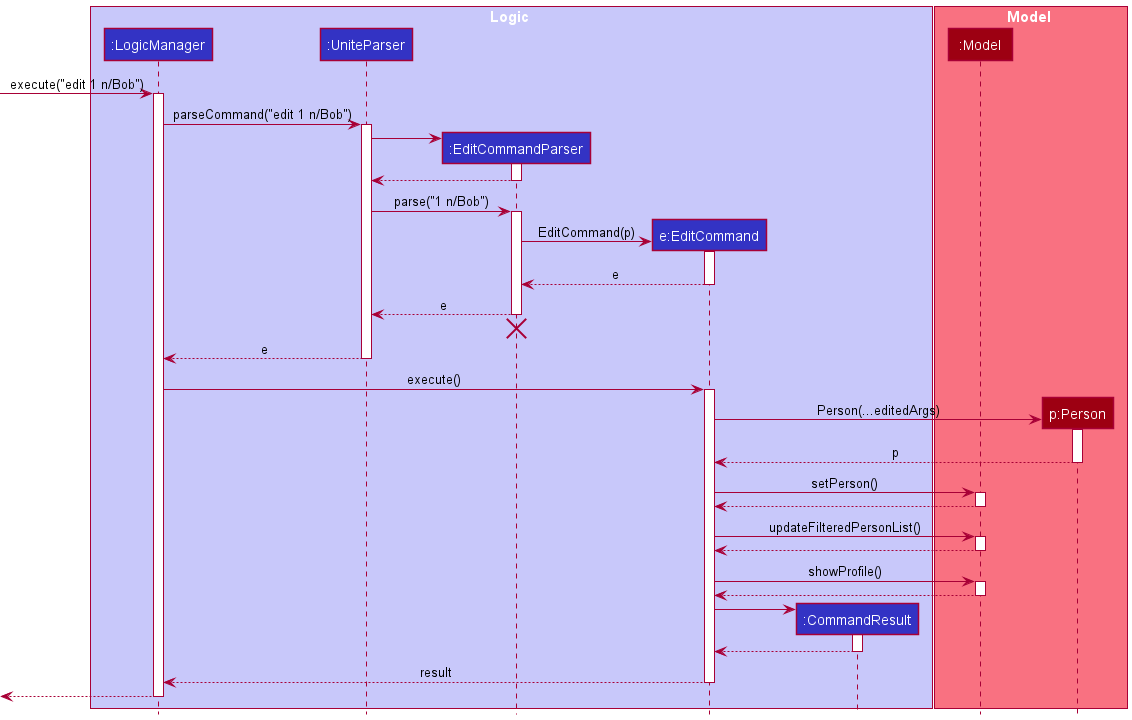 Logic
Model
:LogicManager
:UniteParser
:Model
execute("edit 1 n/Bob")
parseCommand("edit 1 n/Bob")
:EditCommandParser
parse("1 n/Bob")
EditCommand(p)
e:EditCommand
e
e
e
execute()
Person(...editedArgs)
p:Person
p
setPerson()
updateFilteredPersonList()
showProfile()
:CommandResult
result